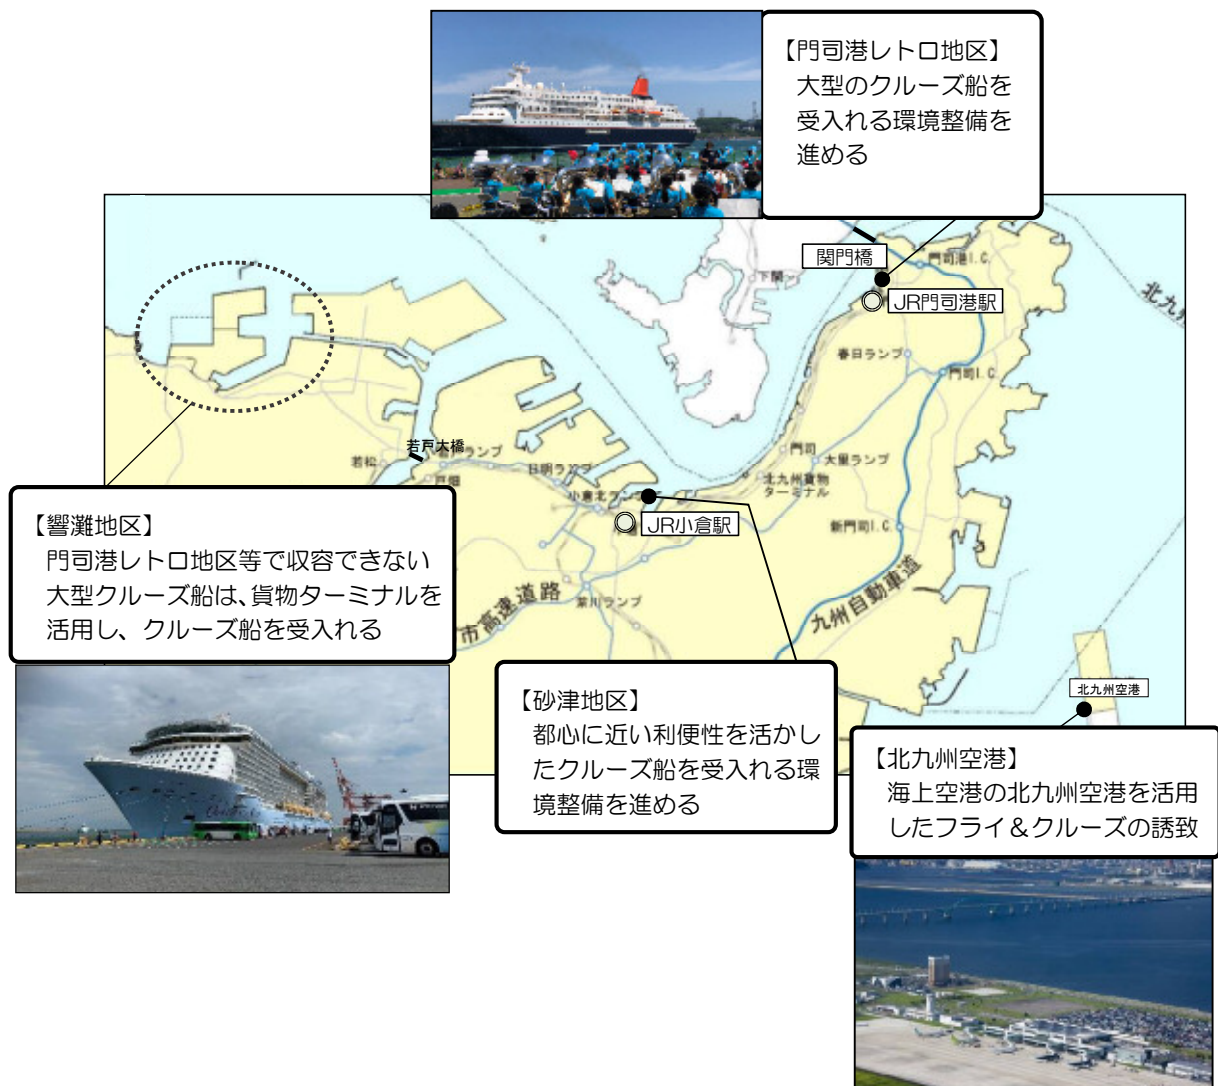 【門司港レトロ地区】
大型のクルーズ船を
受入れる環境整備を
進める
関門橋
門司港I.C.
下関
JR門司港駅
北九州
春日ランプ
門司I.C.
若戸大橋
若松
戸畑
日明ランプ
門司
大里ランプ
北九州貨物
ターミナル
小倉北ランプ
JR小倉駅
新門司I.C.
【響灘地区】
門司港レトロ地区等で収容できない
大型クルーズ船は、貨物ターミナルを
活用し、クルーズ船を受入れる
市高速道路
九州自動車道
【砂津地区】
都心に近い利便性を活かし
たクルーズ船を受入れる環
境整備を進める
北九州空港
【北九州空港】
海上空港の北九州空港を活用
したフライ&クルーズの誘致